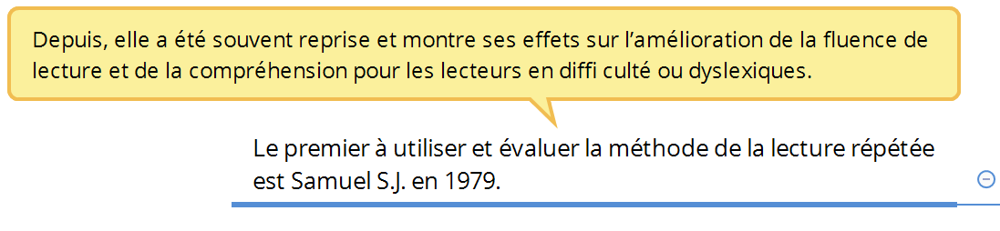 Depuis, elle a été souvent reprise et montre ses effets sur l’amélioration de la fluence de
lecture et de la compréhension pour les lecteurs en diffi culté ou dyslexiques.
Le premier à utiliser et évaluer la méthode de la lecture répétée
est Samuel S.J. en 1979.